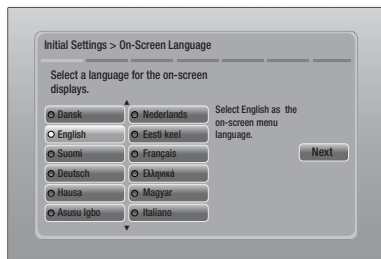 Initial Settings > On-Screen Language
Select a language for the on-screen
displays.
Dansk
English
Suomi
Deutsch
Hausa
Asusu Igbo
Nederlands
Eesti keel
Français
Ελληνικά
Magyar
Italiano
Select English as the
on-screen menu
language.
Next